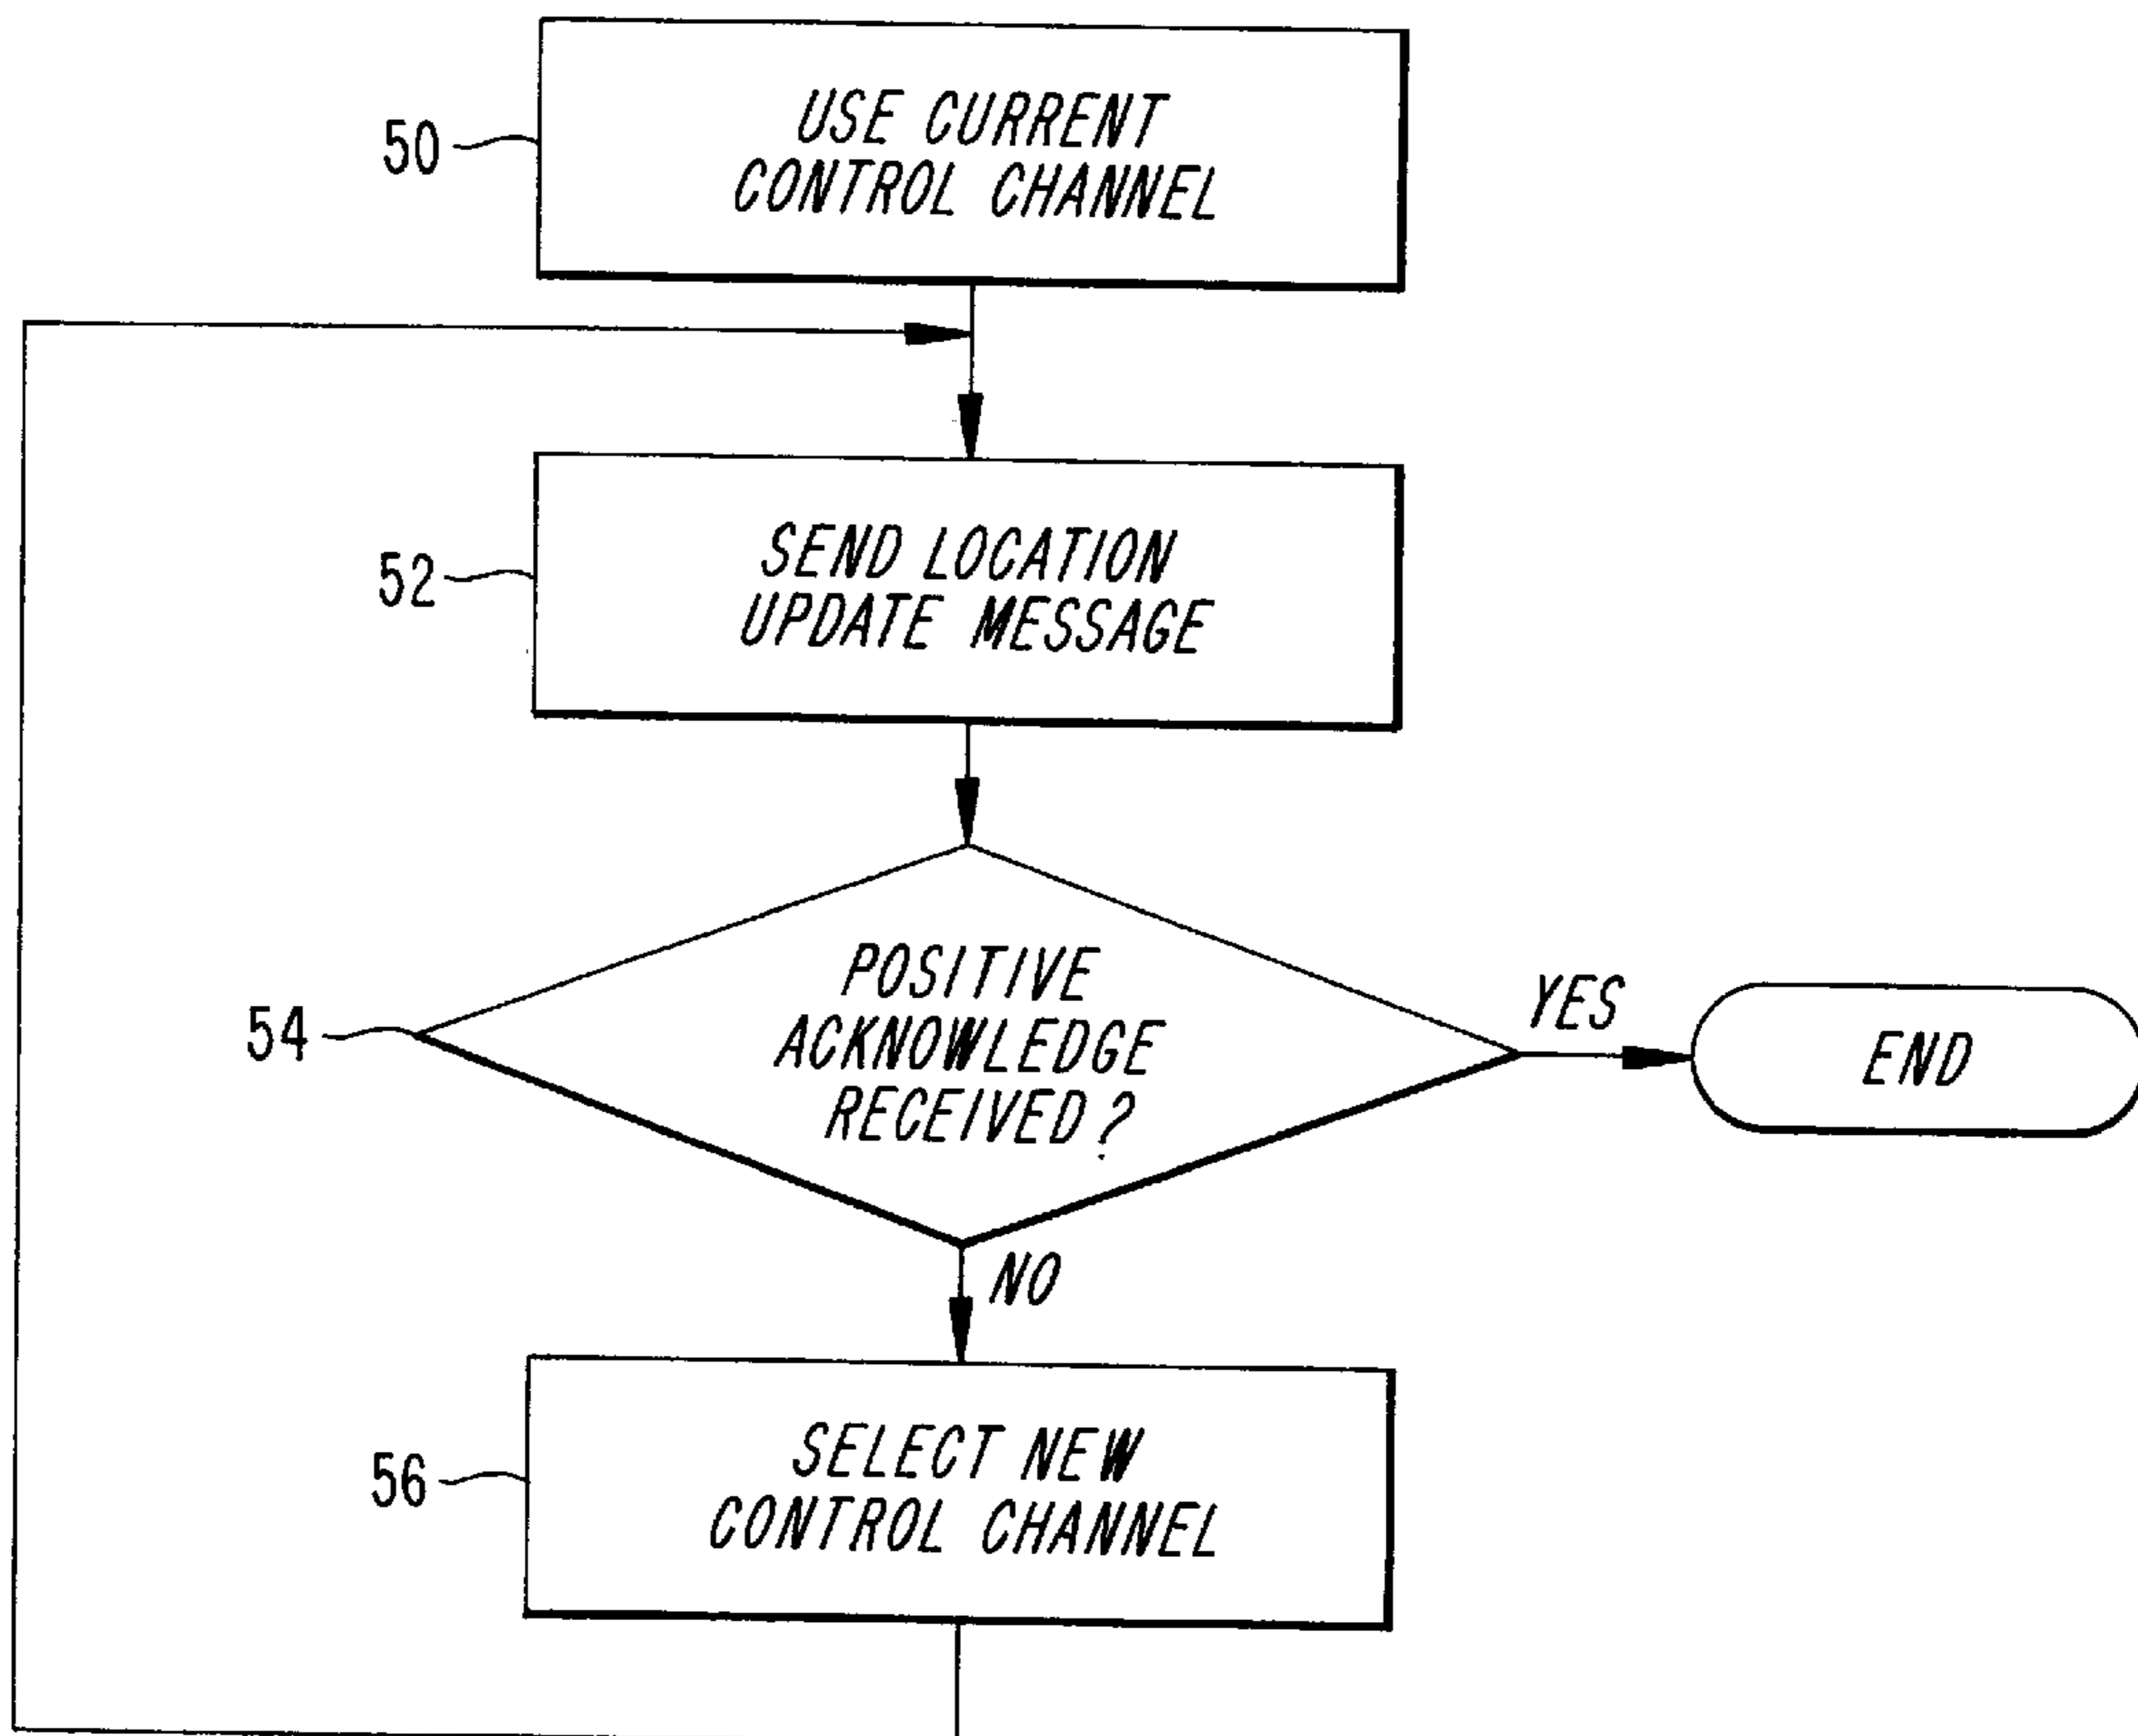 50
USE CURRENT
CONTROL CHANNEL
52
SEND LOCATION
UPDATE MESSAGE
54
POSITIVE
ACKNOWLEDGE
RECEIVED?
YES
END
NO
56
SELECT NEW
CONTROL CHANNEL